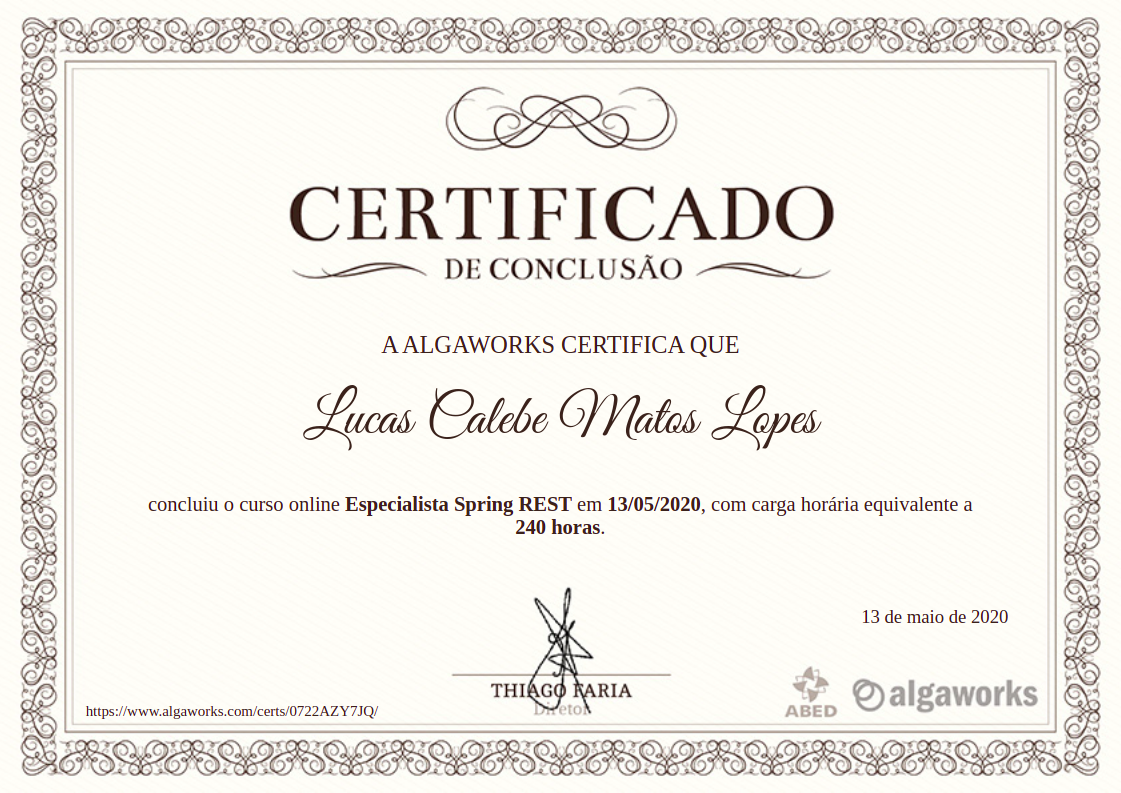 CERTIFICADO
DE CONCLUSÃO
A ALGAWORKS CERTIFICA QUE
Lucas Calebe Matos Lopes
concluiu o curso online Especialista Spring REST em 13/05/2020, com carga horária equivalente a
240 horas.
13 de maio de 2020
THIAGO FARIA
Diretor
https://www.algaworks.com/certs/0722AZY7JQ/
ABED
algaworks